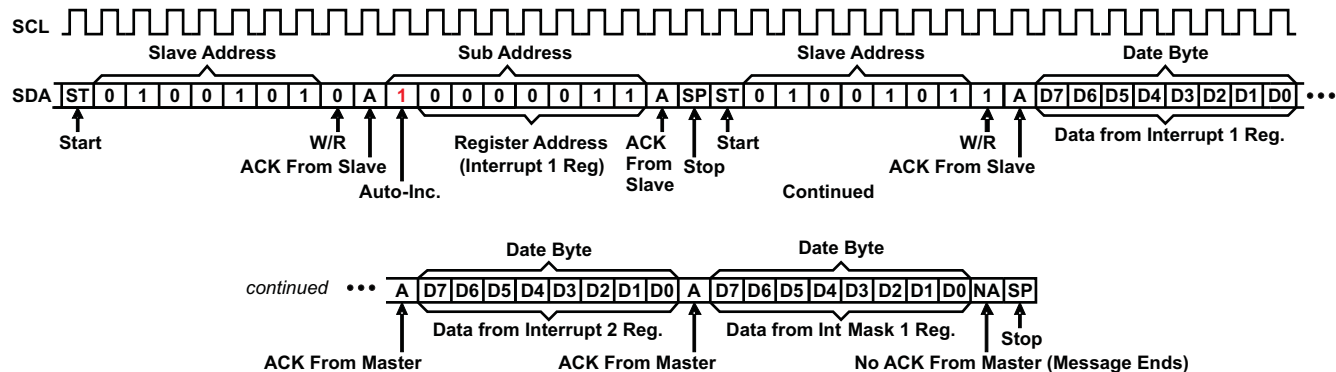 SCL
Slave Address Sub Address Slave Address Date Byte
SDA ST 0 1 0 0 1 0 1 0 A 1 0 0 0 0 0 1 1 A SP ST 0 1 0 0 1 0 1 1 A D7 D6 D5 D4 D3 D2 D1 D0 •••
Start W/R Register Address ACK Start W/R Data from Interrupt 1 Reg.
ACK From Slave (Interrupt 1 Reg) From Stop ACK From Slave
Slave
Auto-Inc. Continued
Date Byte Date Byte
continued ••• A D7 D6 D5 D4 D3 D2 D1 D0 A D7 D6 D5 D4 D3 D2 D1 D0 NA SP
Data from Interrupt 2 Reg. Data from Int Mask 1 Reg. Stop
ACK From Master ACK From Master No ACK From Master (Message Ends)